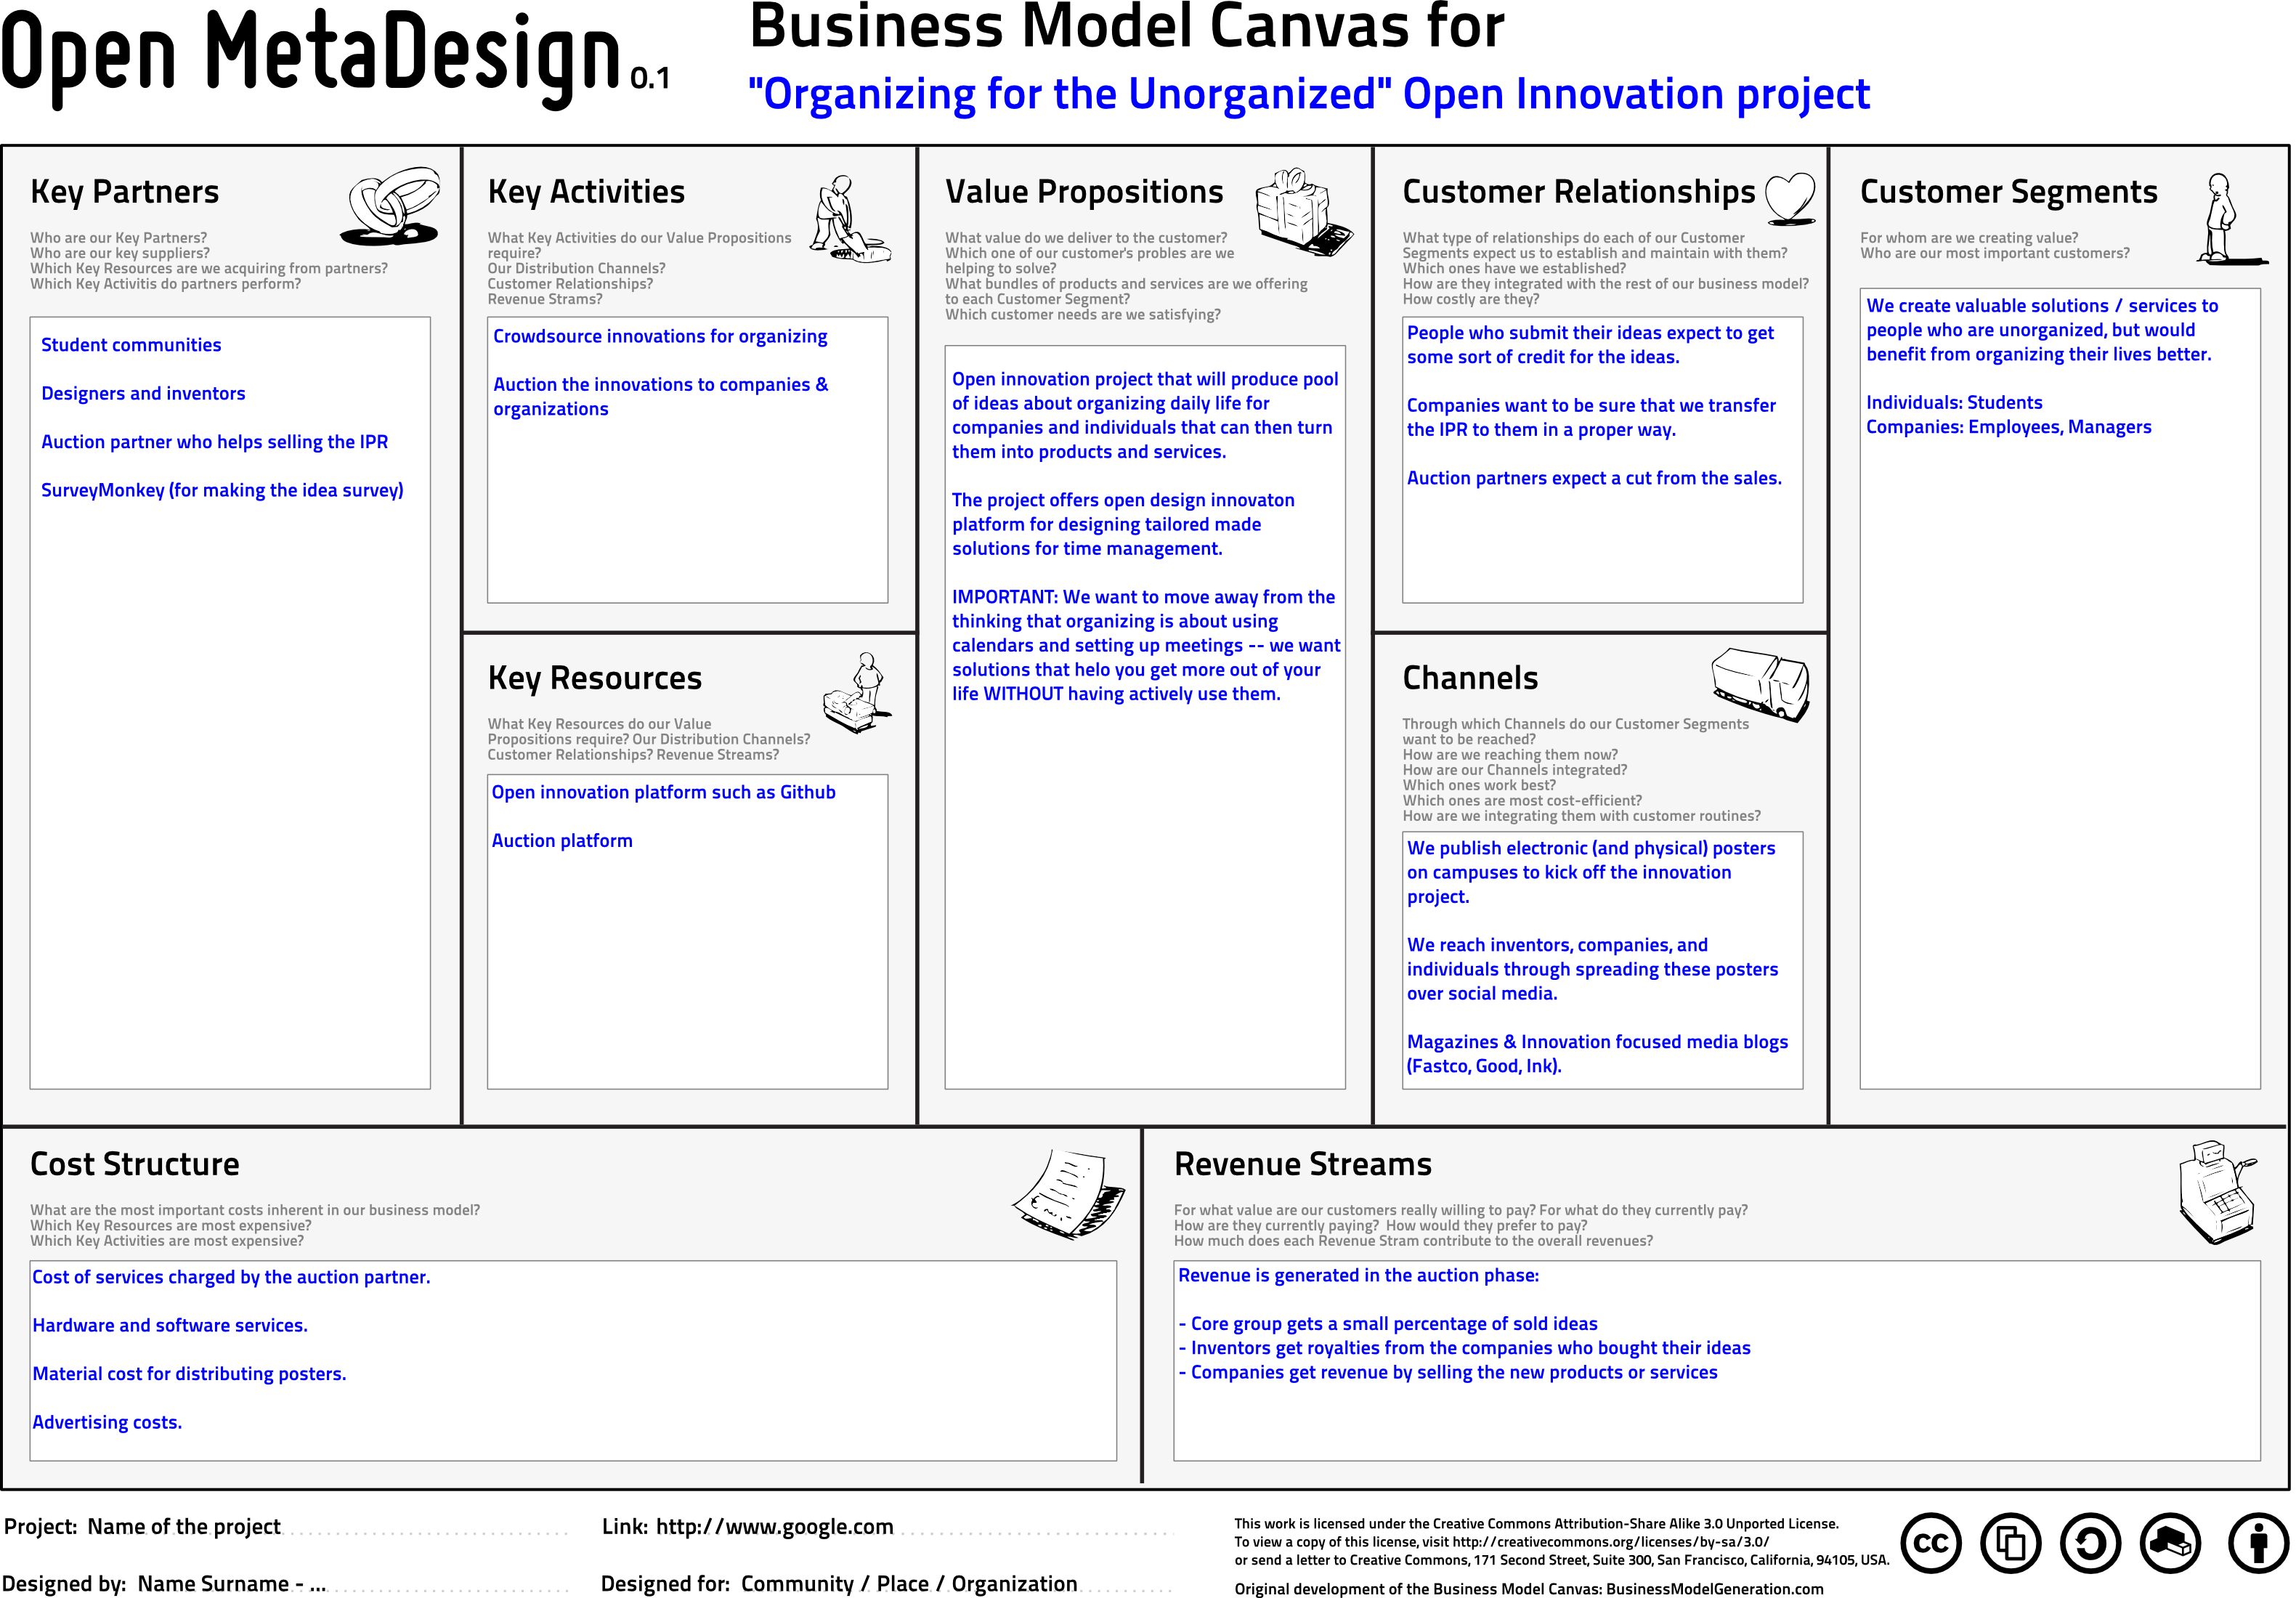 Open MetaDesign 0.1
Business Model Canvas for
"Organizing for the Unorganized" Open Innovation project
Key Partners
Who are our Key Partners?
Who are our key suppliers?
Which Key Resources are we acquiring from partners?
Which Key Activitis do partners perform?
Student communities
Designers and inventors
Auction partner who helps selling the IPR
SurveyMonkey (for making the idea survey)
Key Activities
What Key Activities do our Value Propositions
require?
Our Distribution Channels?
Customer Relationships?
Revenue Strams?
Crowdsource innovations for organizing
Auction the innovations to companies &
organizations
Key Resources
What Key Resources do our Value
Propositions require? Our Distribution Channels?
Customer Relationships? Revenue Streams?
Open innovation platform such as Github
Auction platform
Value Propositions
What value do we deliver to the customer?
Which one of our customer's probles are we
helping to solve?
What bundles of products and services are we offering
to each Customer Segment?
Which customer needs are we satisfying?
Open innovation project that will produce pool
of ideas about organizing daily life for
companies and individuals that can then turn
them into products and services.
The project offers open design innovaton
platform for designing tailored made
solutions for time management.
IMPORTANT: We want to move away from the
thinking that organizing is about using
calendars and setting up meetings -- we want
solutions that helo you get more out of your
life WITHOUT having actively use them.
Customer Relationships
What type of relationships do each of our Customer
Segments expect us to establish and maintain with them?
Which ones have we established?
How are they integrated with the rest of our business model?
How costly are they?
People who submit their ideas expect to get
some sort of credit for the ideas.
Companies want to be sure that we transfer
the IPR to them in a proper way.
Auction partners expect a cut from the sales.
Channels
Through which Channels do our Customer Segments
want to be reached?
How are we reaching them now?
How are our Channels integrated?
Which ones work best?
Which ones are most cost-efficient?
How are we integrating them with customer routines?
We publish electronic (and physical) posters
on campuses to kick off the innovation
project.
We reach inventors, companies, and
individuals through spreading these posters
over social media.
Magazines & Innovation focused media blogs
(Fastco, Good, Ink).
Customer Segments
For whom are we creating value?
Who are our most important customers?
We create valuable solutions / services to
people who are unorganized, but would
benefit from organizing their lives better.
Individuals: Students
Companies: Employees, Managers
Cost Structure
What are the most important costs inherent in our business model?
Which Key Resources are most expensive?
Which Key Activities are most expensive?
Cost of services charged by the auction partner.
Hardware and software services.
Material cost for distributing posters.
Advertising costs.
Revenue Streams
For what value are our customers really willing to pay? For what do they currently pay?
How are they currently paying? How would they prefer to pay?
How much does each Revenue Stram contribute to the overall revenues?
Revenue is generated in the auction phase:
- Core group gets a small percentage of sold ideas
- Inventors get royalties from the companies who bought their ideas
- Companies get revenue by selling the new products or services
Project: Name of the project
Link: http://www.google.com
Designed by: Name Surname - ...
Designed for: Community / Place / Organization
This work is licensed under the Creative Commons Attribution-Share Alike 3.0 Unported License.
To view a copy of this license, visit http://creativecommons.org/licenses/by-sa/3.0/
or send a letter to Creative Commons, 171 Second Street, Suite 300, San Francisco, California, 94105, USA.
Original development of the Business Model Canvas: BusinessModelGeneration.com
cc